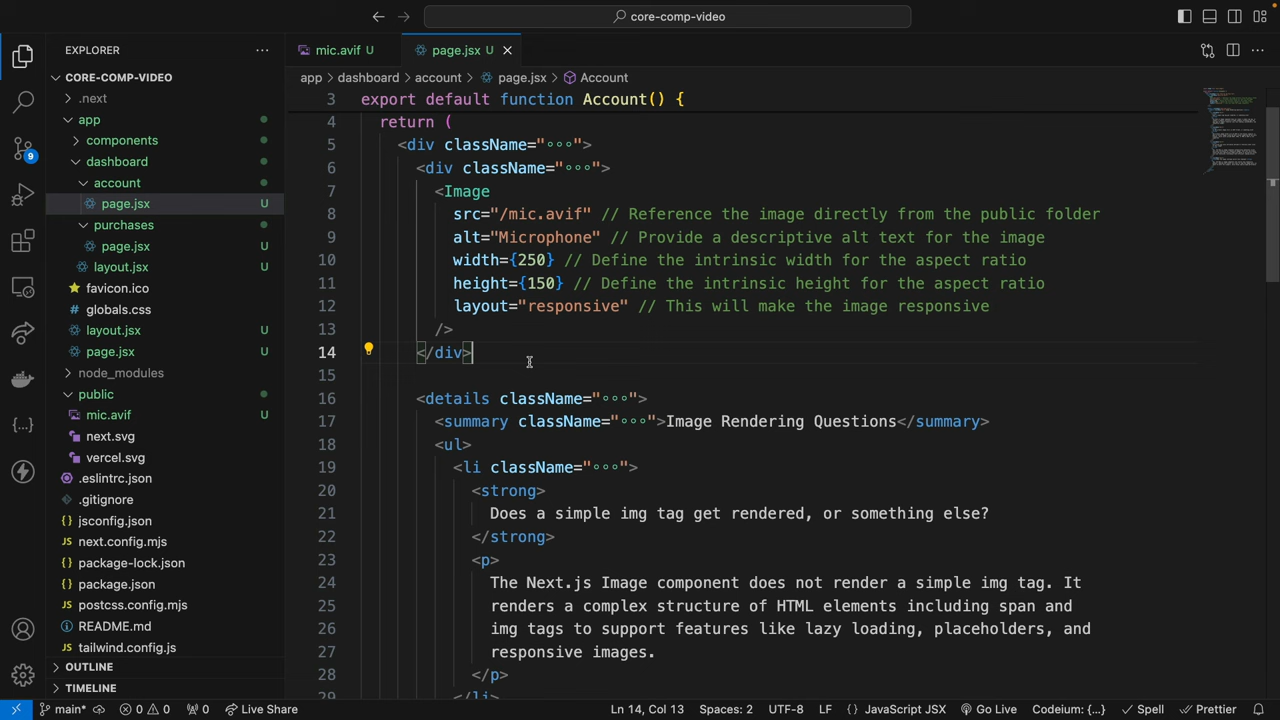 core-comp-video
EXPLORER
mic.avif U
page.jsx U
CORE-COMP-VIDEO
.next
app
components
dashboard
account
page.jsx U
purchases
page.jsx U
layout.jsx U
favicon.ico
globals.css
layout.jsx U
page.jsx U
node_modules
public
mic.avif U
next.svg
vercel.svg
.eslintrc.json
.gitignore
jsconfig.json
next.config.mjs
package-lock.json
package.json
postcss.config.mjs
README.md
tailwind.config.js
OUTLINE
TIMELINE
app > dashboard > account > page.jsx > Account
3 export default function Account() {
4 return (
5 <div className="•••">
6 <div className="•••">
7 <Image
8 src="/mic.avif" // Reference the image directly from the public folder
9 alt="Microphone" // Provide a descriptive alt text for the image
10 width={250} // Define the intrinsic width for the aspect ratio
11 height={150} // Define the intrinsic height for the aspect ratio
12 layout="responsive" // This will make the image responsive
13 />
14 </div>
15
16 <details className="•••">
17 <summary className="•••">Image Rendering Questions</summary>
18 <ul>
19 <li className="•••">
20 <strong>
21 Does a simple img tag get rendered, or something else?
22 </strong>
23 <p>
24 The Next.js Image component does not render a simple img tag. It
25 renders a complex structure of HTML elements including span and
26 img tags to support features like lazy loading, placeholders, and
27 responsive images.
28 </p>
29 </li>
9
main* 0 0 0 Live Share Ln 14, Col 13 Spaces: 2 UTF-8 LF {} JavaScript JSX Go Live Codeium: {...} Spell Prettier